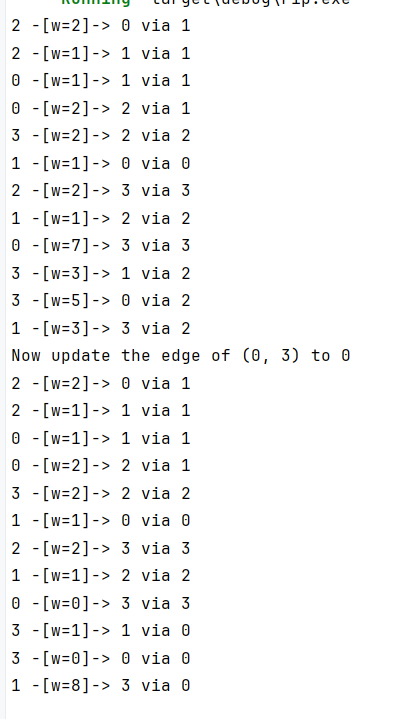 Running `target\debug\rip.exe`
2 -[w=2]-> 0 via 1
2 -[w=1]-> 1 via 1
0 -[w=1]-> 1 via 1
0 -[w=2]-> 2 via 1
3 -[w=2]-> 2 via 2
1 -[w=1]-> 0 via 0
2 -[w=2]-> 3 via 3
1 -[w=1]-> 2 via 2
0 -[w=7]-> 3 via 3
3 -[w=3]-> 1 via 2
3 -[w=5]-> 0 via 2
1 -[w=3]-> 3 via 2
Now update the edge of (0, 3) to 0
2 -[w=2]-> 0 via 1
2 -[w=1]-> 1 via 1
0 -[w=1]-> 1 via 1
0 -[w=2]-> 2 via 1
3 -[w=2]-> 2 via 2
1 -[w=1]-> 0 via 0
2 -[w=2]-> 3 via 3
1 -[w=1]-> 2 via 2
0 -[w=0]-> 3 via 3
3 -[w=1]-> 1 via 0
3 -[w=0]-> 0 via 0
1 -[w=8]-> 3 via 0